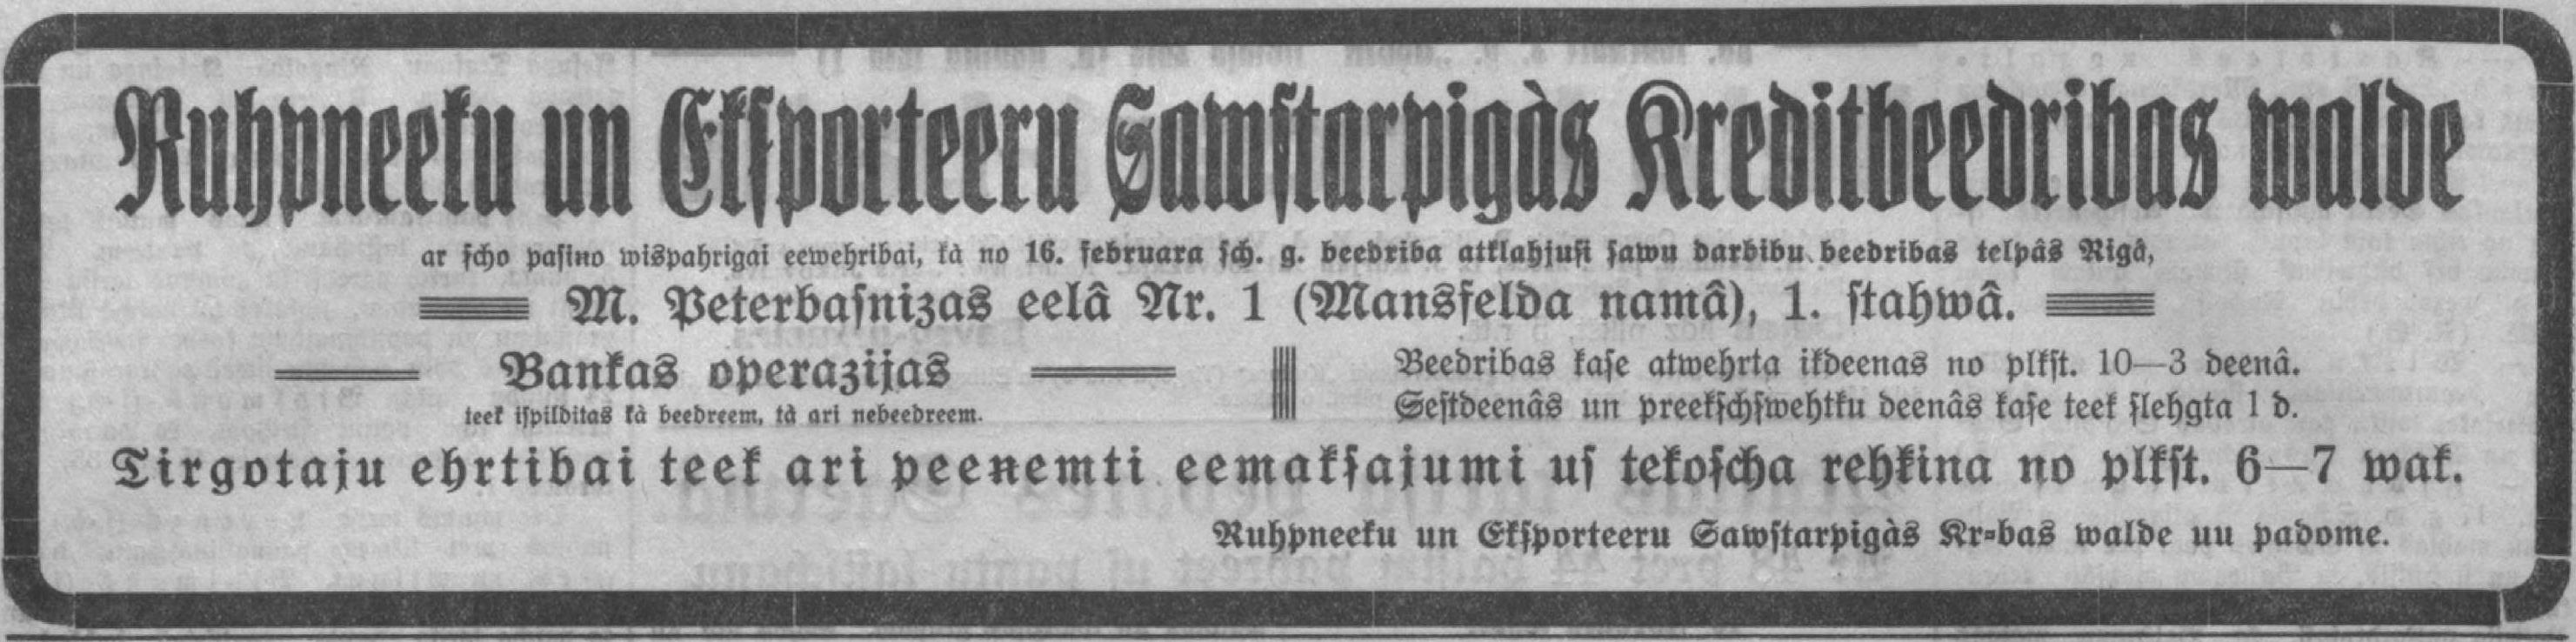 Ruhpneeku un Eksporteeru Sawstarpigàs Kreditbeedribas walde
ar ſcho paſino wispahrigai eewehribai, kà no 16. februara ſch. g. beedriba atklahjuſi ſawu darbibu beedribas telpâs Rigâ,
M. Peterbaſnizas eelâ Nr. 1 (Mansfelda namâ), 1. ſtahwâ.
Bankas operazijas
teek iſpilditas kà beedreem, tà ari nebeedreem.
Beedribas kaſe atwehrta ikdeenas no plkſt. 10—3 deenâ.
Seſtdeenâs un preekſchſwehtku deenâs kaſe teek ſlehgta 1 d.
Tirgotaju ehrtibai teek ari peenemti eemakſajumi uſ tekoſcha rehkina no plkſt. 6—7 wak.
Ruhpneeku un Ekſporteeru Sawſtarpigàs Kr-bas walde uu padome.